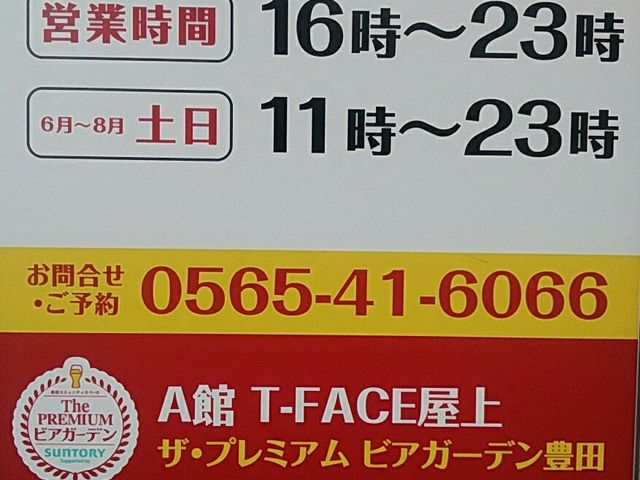 営業時間 16時～23時
6月～8月 土日 11時～23時
お問合せ
・ご予約 0565-41-6066
A館 T-FACE屋上
ザ・プレミアム ビアガーデン豊田
The
PREMIUM
ビアガーデン
SUNTORY
Supported by